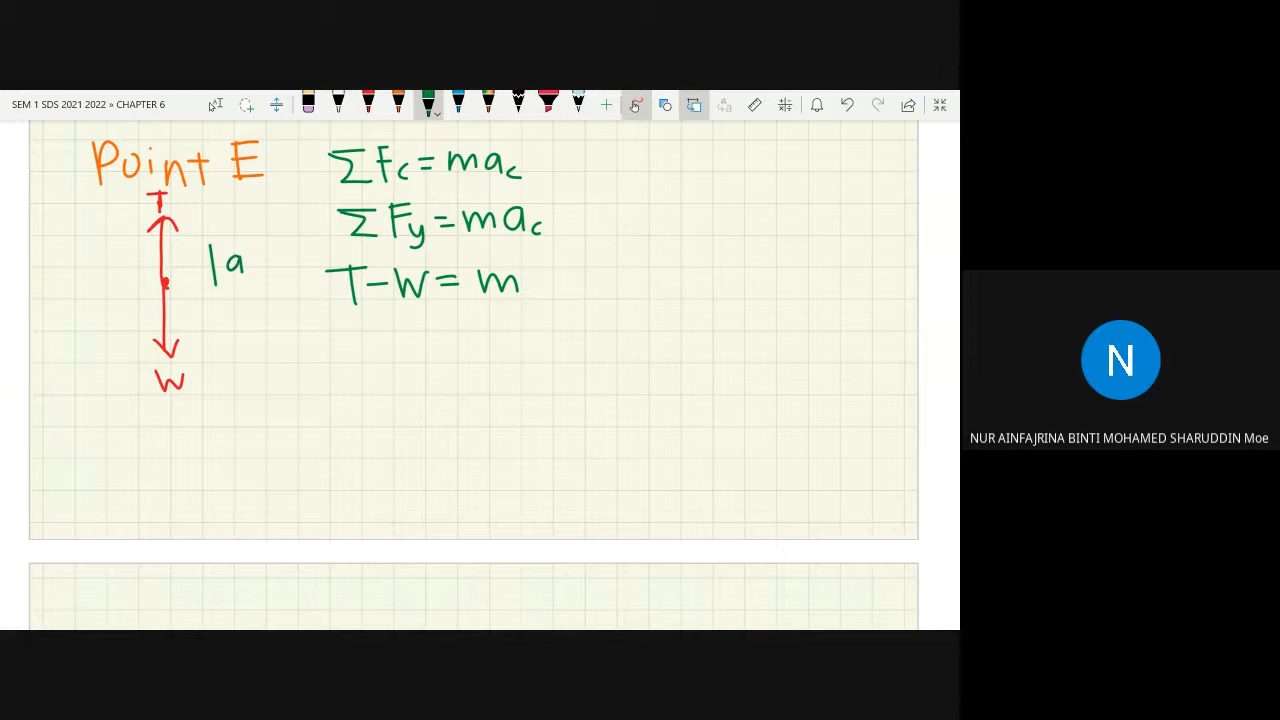 SEM 1 SDS 2021 2022 » CHAPTER 6
Point E
T
a
W
ΣFc = mac
ΣFy = mac
T-W = m
N
NUR AINFAJRINA BINTI MOHAMED SHARUDDIN Moe